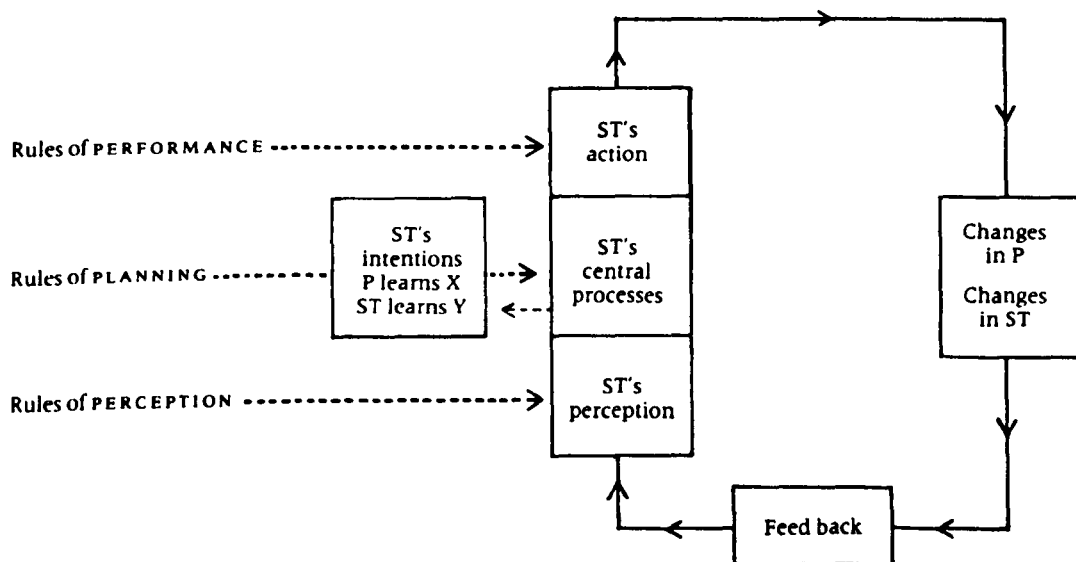 ST's
action
Rules of PERFORMANCE
ST's
intentions
P learns X
ST learns Y
Rules of PLANNING
ST's
central
processes
Changes
in P
Changes
in ST
Rules of PERCEPTION
ST's
perception
Feed back